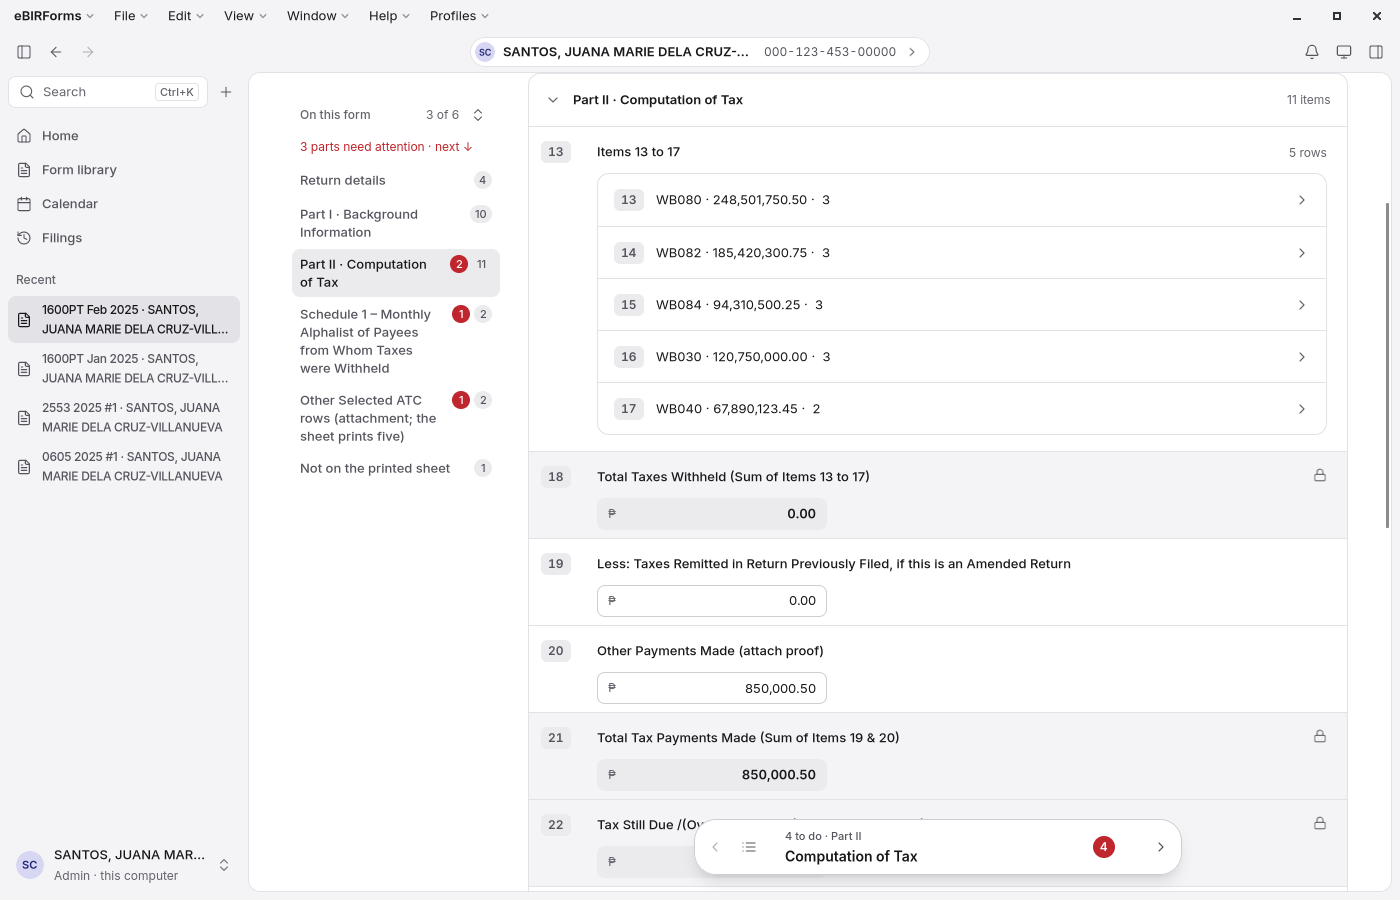 eBIRForms File Edit View Window Help Profiles
SC SANTOS, JUANA MARIE DELA CRUZ-... 000-123-453-00000
Search Ctrl+K
Home
Form library
Calendar
Filings
Recent
1600PT Feb 2025 · SANTOS,
JUANA MARIE DELA CRUZ-VILL...
1600PT Jan 2025 · SANTOS,
JUANA MARIE DELA CRUZ-VILL...
2553 2025 #1 · SANTOS, JUANA
MARIE DELA CRUZ-VILLANUEVA
0605 2025 #1 · SANTOS, JUANA
MARIE DELA CRUZ-VILLANUEVA
SC SANTOS, JUANA MAR...
Admin · this computer
On this form 3 of 6
3 parts need attention · next ↓
Return details 4
Part I · Background 10
Information
Part II · Computation 2 11
of Tax
Schedule 1 – Monthly 1 2
Alphalist of Payees
from Whom Taxes
were Withheld
Other Selected ATC 1 2
rows (attachment; the
sheet prints five)
Not on the printed sheet 1
Part II · Computation of Tax 11 items
13 Items 13 to 17 5 rows
13 WB080 · 248,501,750.50 · 3
14 WB082 · 185,420,300.75 · 3
15 WB084 · 94,310,500.25 · 3
16 WB030 · 120,750,000.00 · 3
17 WB040 · 67,890,123.45 · 2
18 Total Taxes Withheld (Sum of Items 13 to 17)
₱ 0.00
19 Less: Taxes Remitted in Return Previously Filed, if this is an Amended Return
₱ 0.00
20 Other Payments Made (attach proof)
₱ 850,000.50
21 Total Tax Payments Made (Sum of Items 19 & 20)
₱ 850,000.50
22 Tax Still Due
₱
4 to do · Part II
Computation of Tax 4